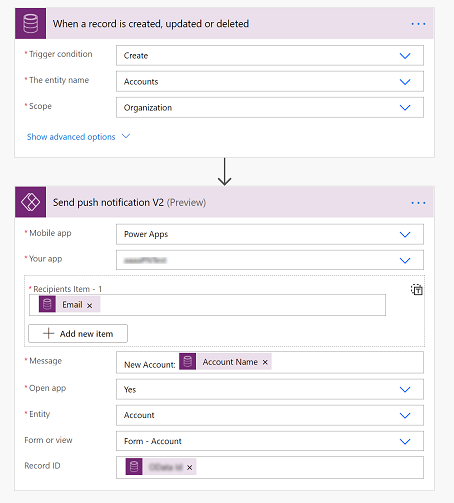 When a record is created, updated or deleted
* Trigger condition Create
* The entity name Accounts
* Scope Organization
Show advanced options
Send push notification V2 (Preview)
* Mobile app Power Apps
* Your app
* Recipients Item - 1
Email ×
+ Add new item
* Message New Account: Account Name ×
* Open app Yes
* Entity Account
Form or view Form - Account
Record ID ×